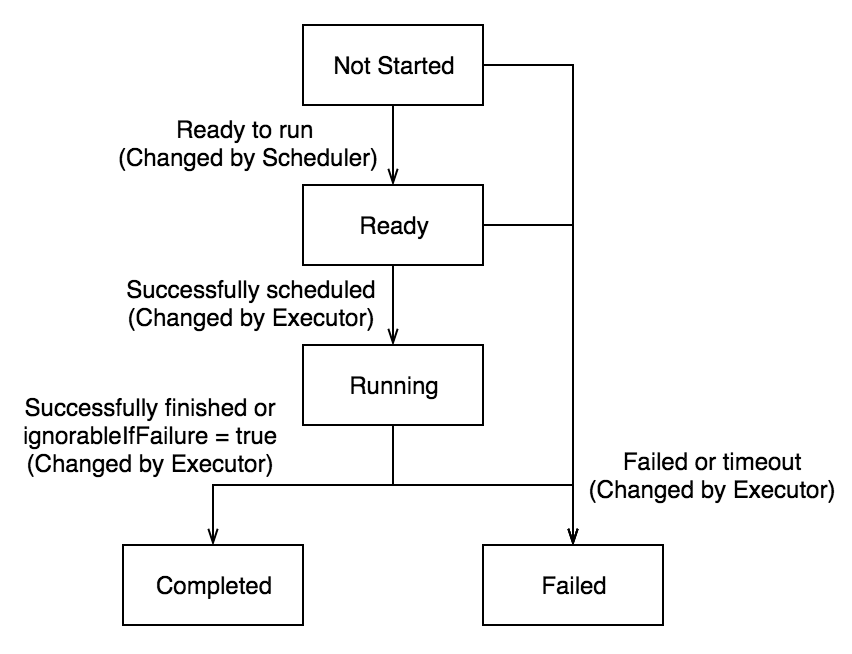 Not Started
Ready to run
(Changed by Scheduler)
Ready
Successfully scheduled
(Changed by Executor)
Running
Successfully finished or
ignorableIfFailure = true
(Changed by Executor)
Failed or timeout
(Changed by Executor)
Completed
Failed